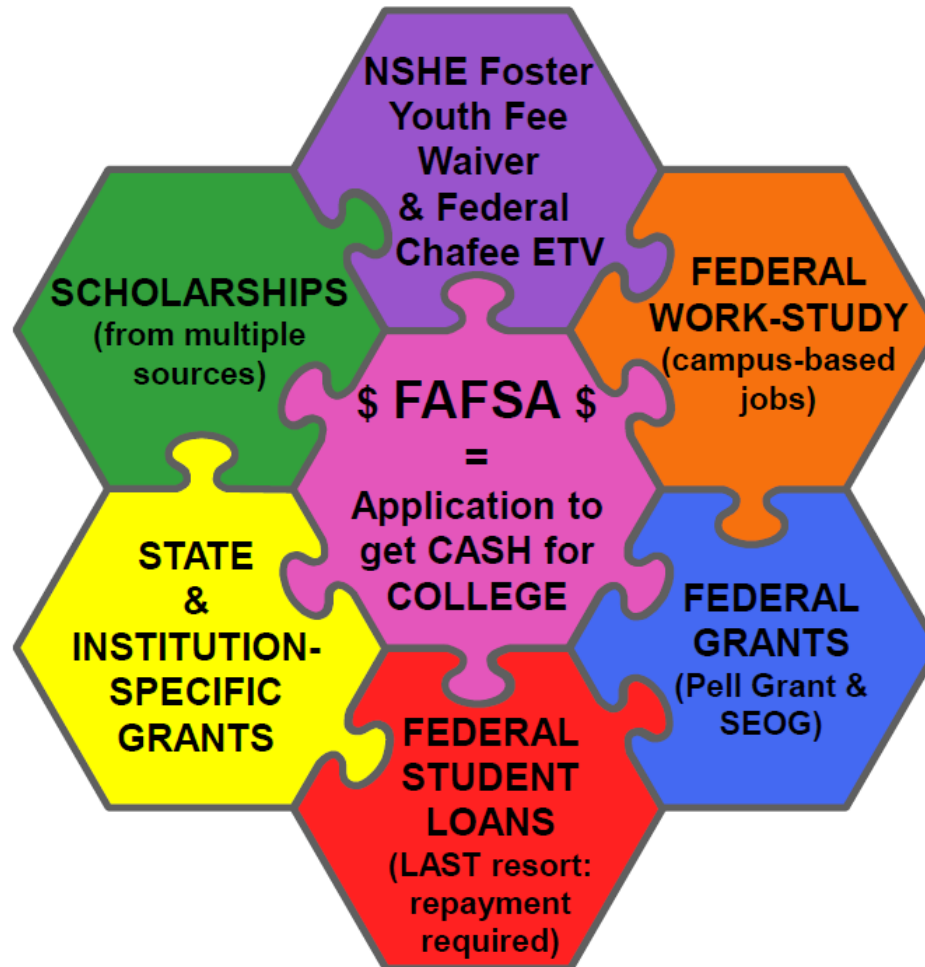 NSHE Foster
Youth Fee
Waiver
& Federal
Chafee ETV
SCHOLARSHIPS
(from multiple
sources)
FEDERAL
WORK-STUDY
(campus-based
jobs)
$ FAFSA $
=
Application to
get CASH for
COLLEGE
STATE
&
INSTITUTION-
SPECIFIC
GRANTS
FEDERAL
GRANTS
(Pell Grant &
SEOG)
FEDERAL
STUDENT
LOANS
(LAST resort:
repayment
required)